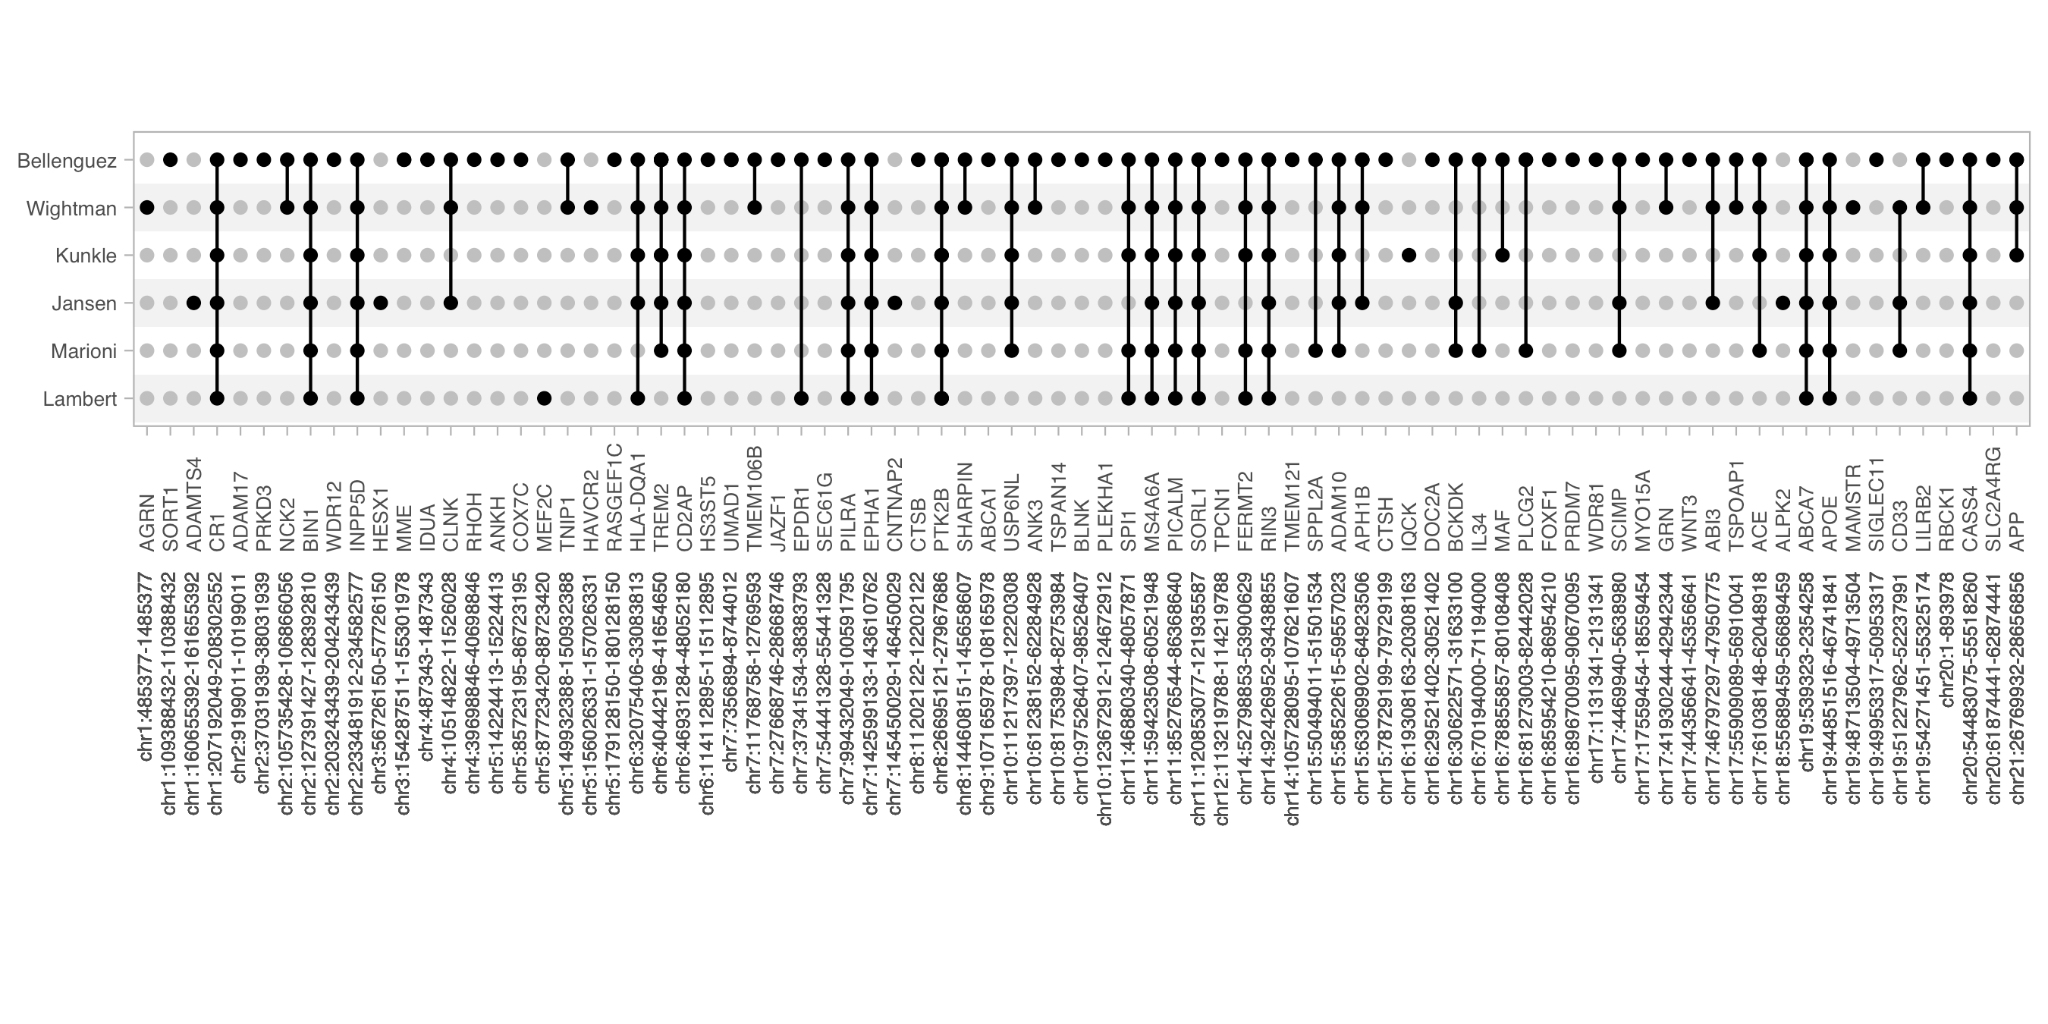 Bellenguez
Wightman
Kunkle
Jansen
Marioni
Lambert
AGRN
SORT1
ADAMTS4
CR1
ADAM17
PRKD3
NCK2
BIN1
WDR12
INPP5D
HESX1
MME
IDUA
CLNK
RHOH
ANKH
COX7C
MEF2C
TNIP1
HAVCR2
RASGEF1C
HLA-DQA1
TREM2
CD2AP
HS3ST5
UMAD1
TMEM106B
JAZF1
EPDR1
SEC61G
PILRA
EPHA1
CNTNAP2
CTSB
PTK2B
SHARPIN
ABCA1
USP6NL
ANK3
TSPAN14
BLNK
PLEKHA1
SPI1
MS4A6A
PICALM
SORL1
TPCN1
FERMT2
RIN3
TMEM121
SPPL2A
ADAM10
APH1B
CTSH
IQCK
DOC2A
BCKDK
IL34
MAF
PLCG2
FOXF1
PRDM7
WDR81
SCIMP
MYO15A
GRN
WNT3
ABI3
TSPOAP1
ACE
ALPK2
ABCA7
APOE
MAMSTR
SIGLEC11
CD33
LILRB2
RBCK1
CASS4
SLC2A4RG
APP
chr1:485377-1485377
chr1:109388432-110388432
chr1:160655392-161655392
chr1:207192049-208302552
chr2:9199011-10199011
chr2:37031939-38031939
chr2:105735428-106866056
chr2:127391427-128392810
chr2:203243439-204243439
chr2:233481912-234582577
chr3:56726150-57726150
chr3:154287511-155301978
chr4:487343-1487343
chr4:10514822-11526028
chr4:39698846-40698846
chr5:14224413-15224413
chr5:85723195-86723195
chr5:87723420-88723420
chr5:149932388-150932388
chr5:156026331-157026331
chr5:179128150-180128150
chr6:32075406-33083813
chr6:40442196-41654650
chr6:46931284-48052180
chr6:114112895-115112895
chr7:7356894-8744012
chr7:11768758-12769593
chr7:27668746-28668746
chr7:37341534-38383793
chr7:54441328-55441328
chr7:99432049-100591795
chr7:142599133-143610762
chr7:145450029-146450029
chr8:11202122-12202122
chr8:26695121-27967686
chr8:144608151-145658607
chr9:107165978-108165978
chr10:11217397-12220308
chr10:61238152-62284928
chr10:81753984-82753984
chr10:97526407-98526407
chr10:123672912-124672912
chr11:46880340-48057871
chr11:59423508-60521948
chr11:85276544-86368640
chr11:120853077-121935587
chr12:113219788-114219788
chr14:52798853-53900629
chr14:92426952-93438855
chr14:105728095-107621607
chr15:50494011-51501534
chr15:58522615-59557023
chr15:63069902-64923506
chr15:78729199-79729199
chr16:19308163-20308163
chr16:29521402-30521402
chr16:30622571-31633100
chr16:70194000-71194000
chr16:78855857-80108408
chr16:81273003-82442028
chr16:85954210-86954210
chr16:89670095-90670095
chr17:1131341-2131341
chr17:4469940-5638980
chr17:17559454-18559454
chr17:41930244-42942344
chr17:44356641-45356641
chr17:46797297-47950775
chr17:55909089-56910041
chr17:61038148-62048918
chr18:55689459-56689459
chr19:539323-2354258
chr19:44851516-46741841
chr19:48713504-49713504
chr19:49953317-50953317
chr19:51227962-52237991
chr19:54271451-55325174
chr20:1-893978
chr20:54483075-55518260
chr20:61874441-62874441
chr21:26769932-28656856